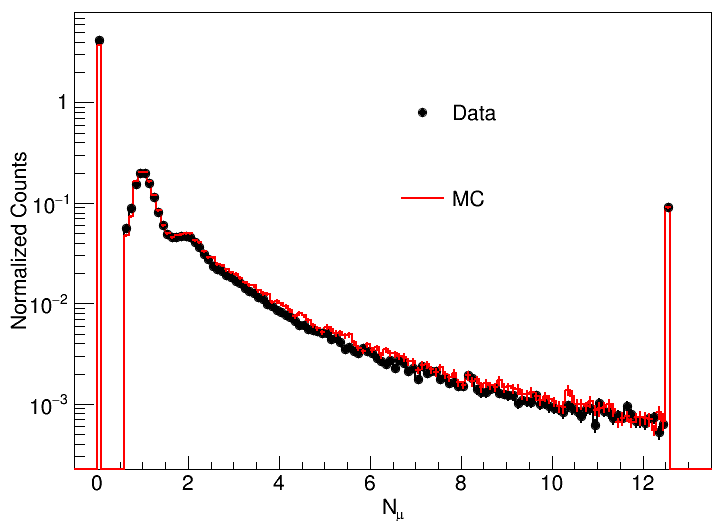 Data
MC
Normalized Counts
1
10⁻¹
10⁻²
10⁻³
0 2 4 6 8 10 12
N_μ